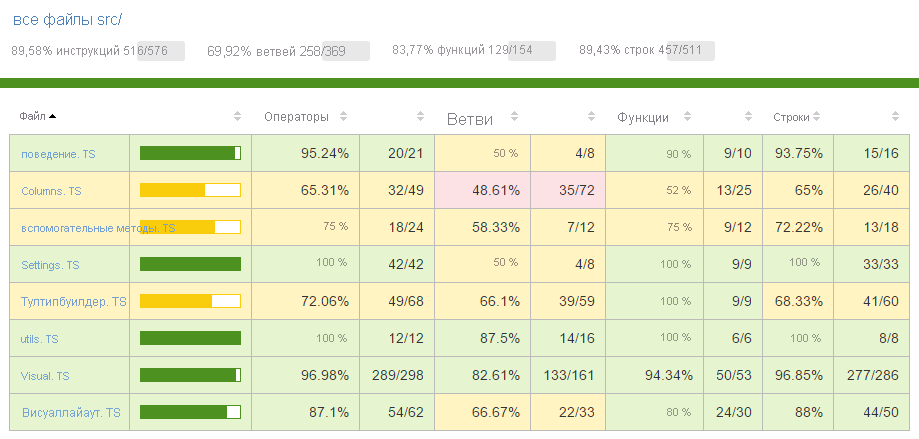 все файлы src/
89,58% инструкций 516/576 69,92% ветвей 258/369 83,77% функций 129/154 89,43% строк 457/511
Файл Операторы Ветви Функции Строки
поведение. TS 95.24% 20/21 50 % 4/8 90 % 9/10 93.75% 15/16
Columns. TS 65.31% 32/49 48.61% 35/72 52 % 13/25 65% 26/40
вспомогательные методы. TS 75 % 18/24 58.33% 7/12 75 % 9/12 72.22% 13/18
Settings. TS 100 % 42/42 50 % 4/8 100 % 9/9 100 % 33/33
Тултипбуилдер. TS 72.06% 49/68 66.1% 39/59 100 % 9/9 68.33% 41/60
utils. TS 100 % 12/12 87.5% 14/16 100 % 6/6 100 % 8/8
Visual. TS 96.98% 289/298 82.61% 133/161 94.34% 50/53 96.85% 277/286
Висуаллайаут. TS 87.1% 54/62 66.67% 22/33 80 % 24/30 88% 44/50